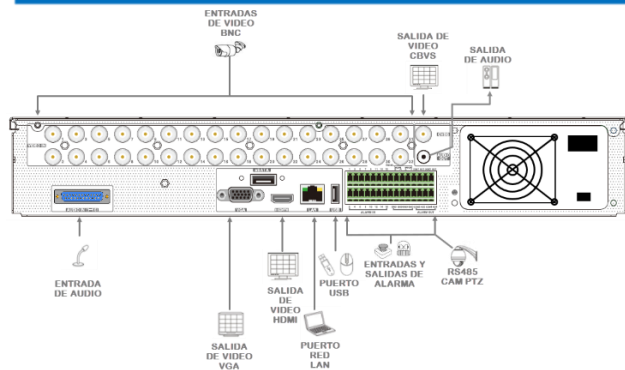 ENTRADAS
DE VIDEO
BNC
SALIDA DE
VIDEO
CBVS
SALIDA
DE AUDIO
ENTRADA
DE AUDIO
SALIDA
DE VIDEO
VGA
SALIDA
DE
VIDEO
HDMI
PUERTO
RED
LAN
PUERTO
USB
ENTRADAS Y
SALIDAS DE
ALARMA
RS485
CAM PTZ